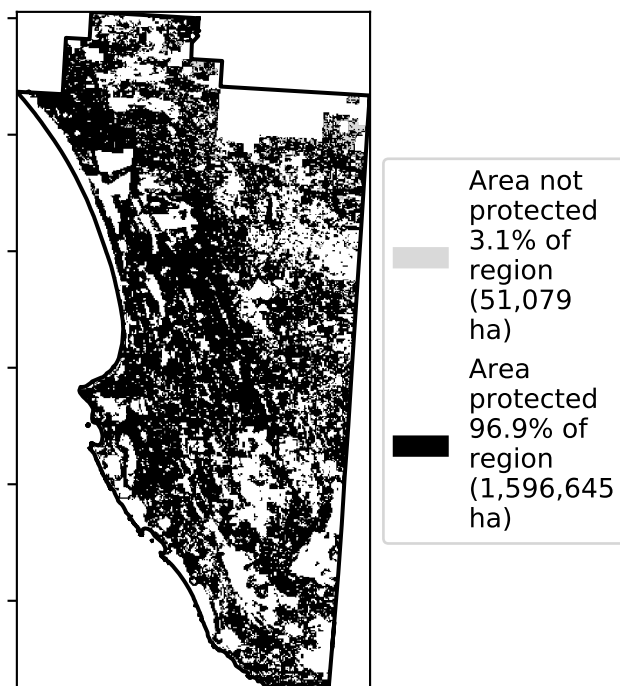 Area not
protected
3.1% of
region
(51,079
ha)
Area
protected
96.9% of
region
(1,596,645
ha)